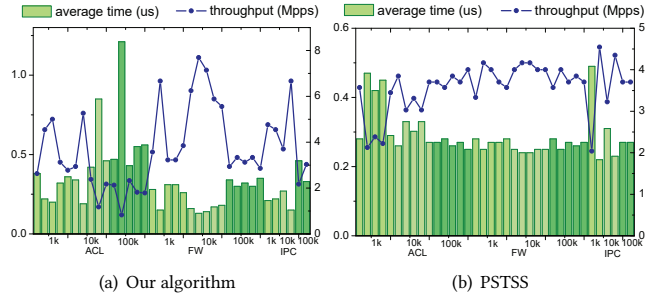 average time (us) throughput (Mpps)
1.0
0.5
0.0
8
6
4
2
0
1k 10k 100k 1k 10k 100k 1k 10k 100k
ACL FW IPC
(a) Our algorithm
average time (us) throughput (Mpps)
0.6
0.4
0.2
0.0
5
4
3
2
1
0
1k 10k 100k 1k 10k 100k 1k 10k 100k
ACL FW IPC
(b) PSTSS